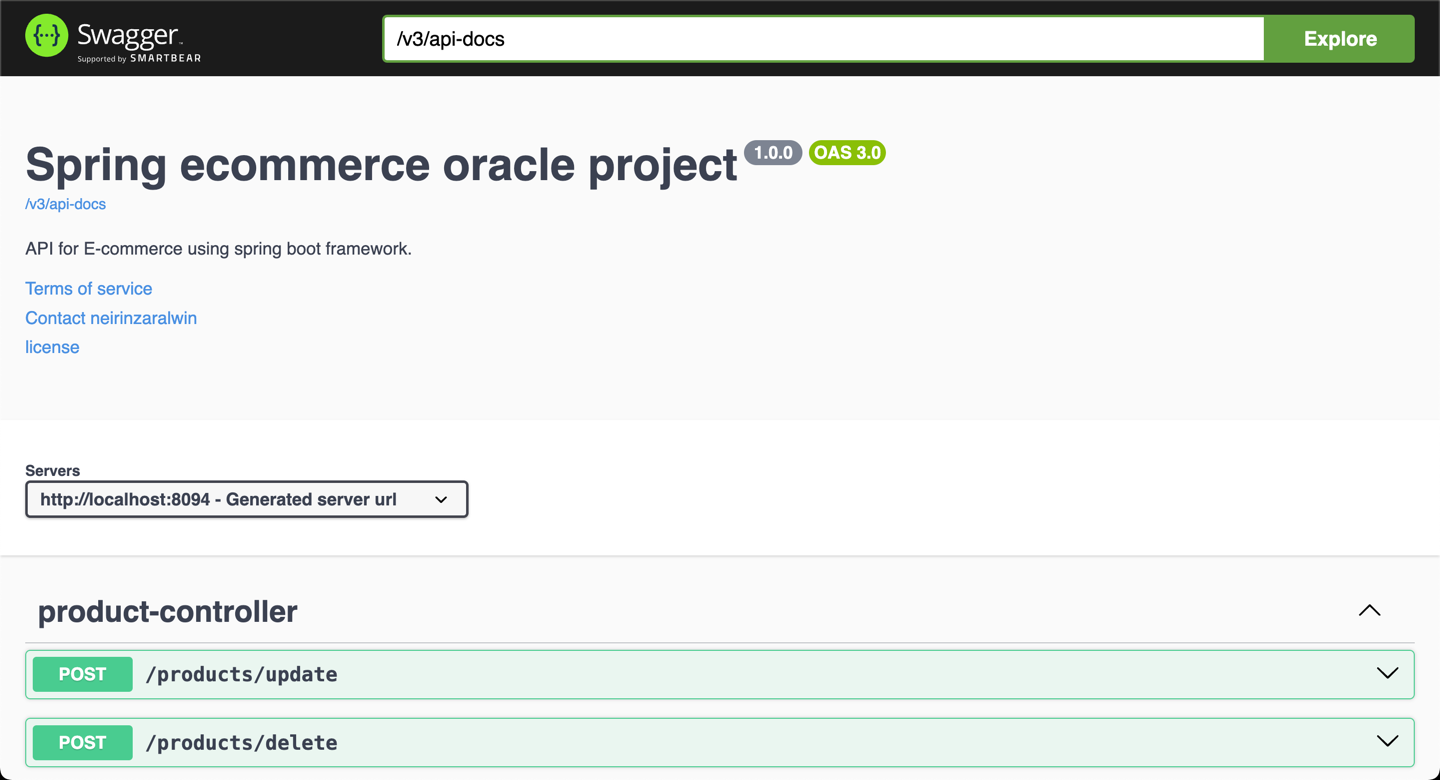 Swagger
Supported by SMARTBEAR
/v3/api-docs
Explore
Spring ecommerce oracle project 1.0.0 OAS 3.0
/v3/api-docs
API for E-commerce using spring boot framework.
Terms of service
Contact neirinzaralwin
license
Servers
http://localhost:8094 - Generated server url
product-controller
POST /products/update
POST /products/delete